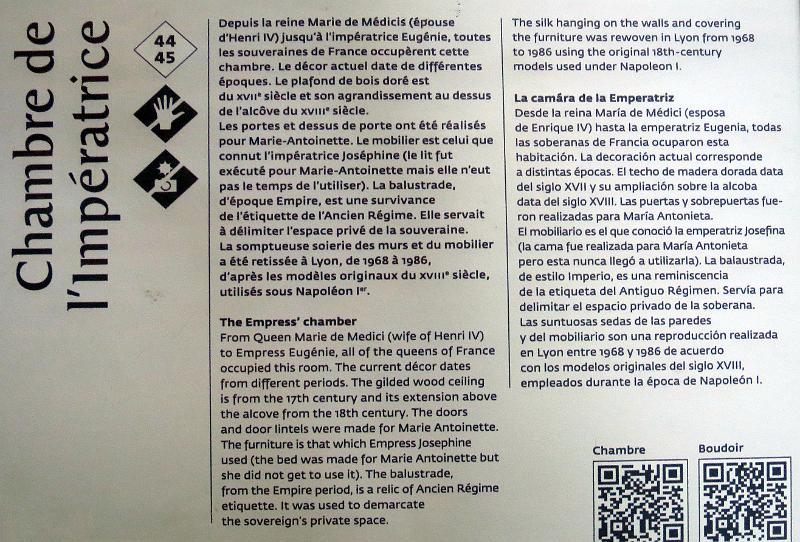 Chambre de
l'Impératrice
44
45
Depuis la reine Marie de Médicis (épouse
d'Henri IV) jusqu'à l'impératrice Eugénie, toutes
les souveraines de France occupèrent cette
chambre. Le décor actuel date de différentes
époques. Le plafond de bois doré est
du XVIIᵉ siècle et son agrandissement au dessus
de l'alcôve du XVIIIᵉ siècle.
Les portes et dessus de porte ont été réalisés
pour Marie-Antoinette. Le mobilier est celui que
connut l'impératrice Joséphine (le lit fut
exécuté pour Marie-Antoinette mais elle n'eut
pas le temps de l'utiliser). La balustrade,
d'époque Empire, est une survivance
de l'étiquette de l'Ancien Régime. Elle servait
à délimiter l'espace privé de la souveraine.
La somptueuse soierie des murs et du mobilier
a été retissée à Lyon, de 1968 à 1986,
d'après les modèles originaux du XVIIIᵉ siècle,
utilisés sous Napoléon Iᵉʳ.
The Empress' chamber
From Queen Marie de Medici (wife of Henri IV)
to Empress Eugénie, all of the queens of France
occupied this room. The current décor dates
from different periods. The gilded wood ceiling
is from the 17th century and its extension above
the alcove from the 18th century. The doors
and door lintels were made for Marie Antoinette.
The furniture is that which Empress Josephine
used (the bed was made for Marie Antoinette but
she did not get to use it). The balustrade,
from the Empire period, is a relic of Ancien Régime
etiquette. It was used to demarcate
the sovereign's private space.
The silk hanging on the walls and covering
the furniture was rewoven in Lyon from 1968
to 1986 using the original 18th-century
models used under Napoleon I.
La camára de la Emperatriz
Desde la reina María de Médici (esposa
de Enrique IV) hasta la emperatriz Eugenia, todas
las soberanas de Francia ocuparon esta
habitación. La decoración actual corresponde
a distintas épocas. El techo de madera dorada data
del siglo XVII y su ampliación sobre la alcoba
data del siglo XVIII. Las puertas y sobrepuertas fue-
ron realizadas para María Antonieta.
El mobiliario es el que conoció la emperatriz Josefina
(la cama fue realizada para María Antonieta
pero esta nunca llegó a utilizarla). La balaustrada,
de estilo Imperio, es una reminiscencia
de la etiqueta del Antiguo Régimen. Servía para
delimitar el espacio privado de la soberana.
Las suntuosas sedas de las paredes
y del mobiliario son una reproducción realizada
en Lyon entre 1968 y 1986 de acuerdo
con los modelos originales del siglo XVIII,
empleados durante la época de Napoleón I.
Chambre
Boudoir